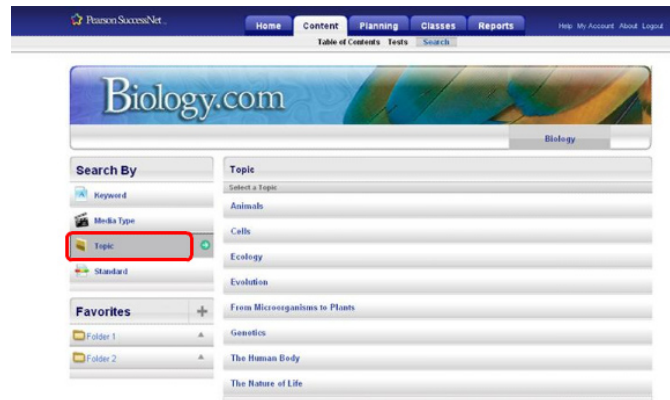 Pearson SuccessNet
Home Content Planning Classes Reports Help My Account About Logout
Table of Contents Tests Search
Biology.com
Biology
Search By
Keyword
Media Type
Topic
Standard
Favorites +
Folder 1
Folder 2
Topic
Select a Topic
Animals
Cells
Ecology
Evolution
From Microorganisms to Plants
Genetics
The Human Body
The Nature of Life